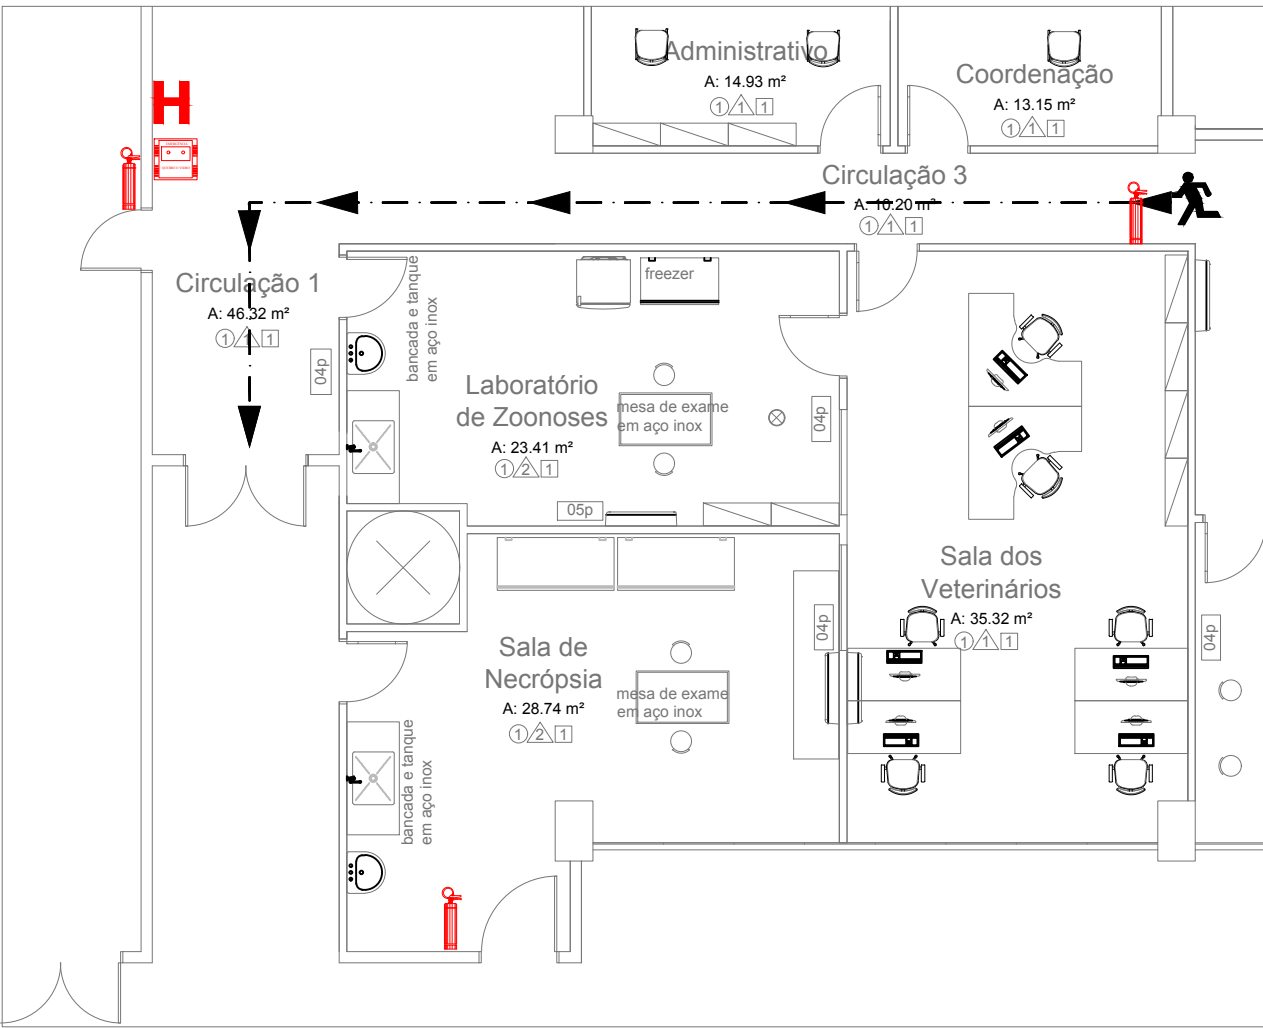 Administrativo
A: 14.93 m²
1 1 1
Coordenação
A: 13.15 m²
1 1 1
H
Circulação 3
A: 10.20 m²
1 1 1
Circulação 1
A: 46.32 m²
1 1 1
04p
bancada e tanque
em aço inox
freezer
Laboratório
de Zoonoses
A: 23.41 m²
1 2 1
mesa de exame
em aço inox
04p
05p
Sala dos
Veterinários
A: 35.32 m²
1 1 1
04p
04p
Sala de
Necrópsia
A: 28.74 m²
1 2 1
mesa de exame
em aço inox
bancada e tanque
em aço inox